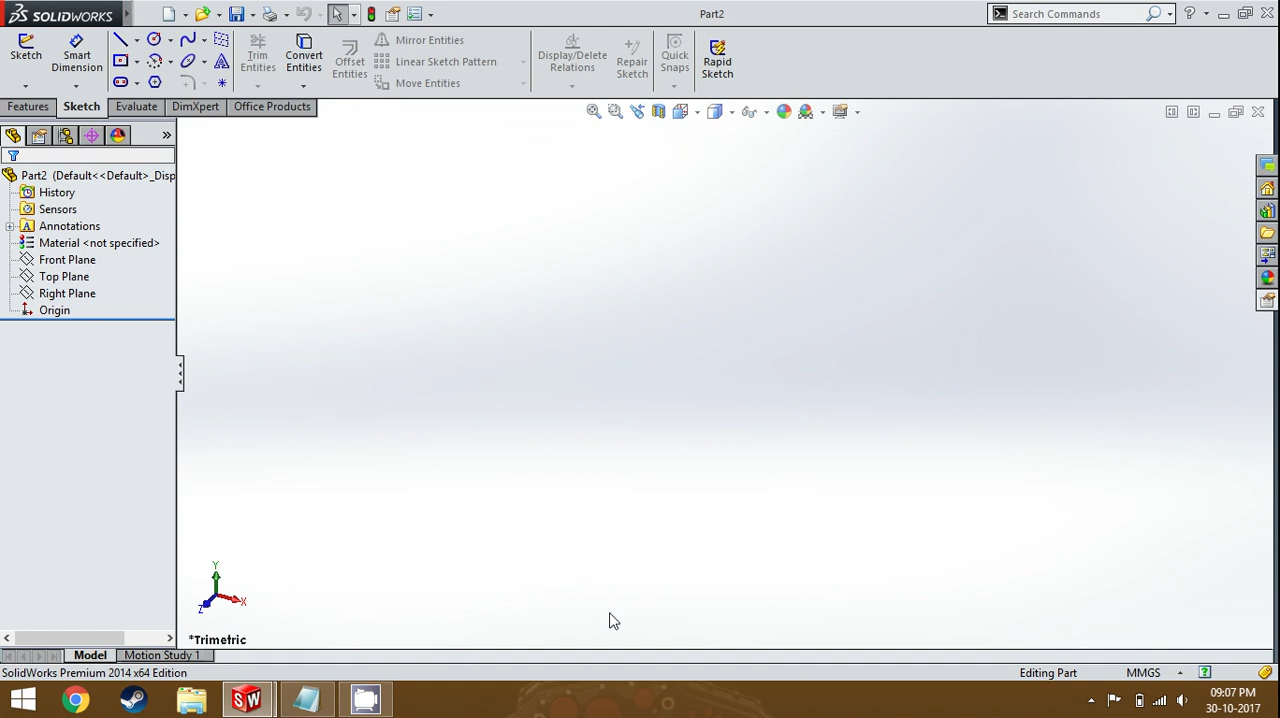 SOLIDWORKS
Part2
Search Commands
Sketch
Smart
Dimension
Trim
Entities
Convert
Entities
Offset
Entities
Mirror Entities
Linear Sketch Pattern
Move Entities
Display/Delete
Relations
Repair
Sketch
Quick
Snaps
Rapid
Sketch
Features
Sketch
Evaluate
DimXpert
Office Products
Part2 (Default<<Default>_Disp
History
Sensors
Annotations
Material <not specified>
Front Plane
Top Plane
Right Plane
Origin
Y
X
Z
*Trimetric
Model
Motion Study 1
SolidWorks Premium 2014 x64 Edition
Editing Part
MMGS
SW
09:07 PM
30-10-2017